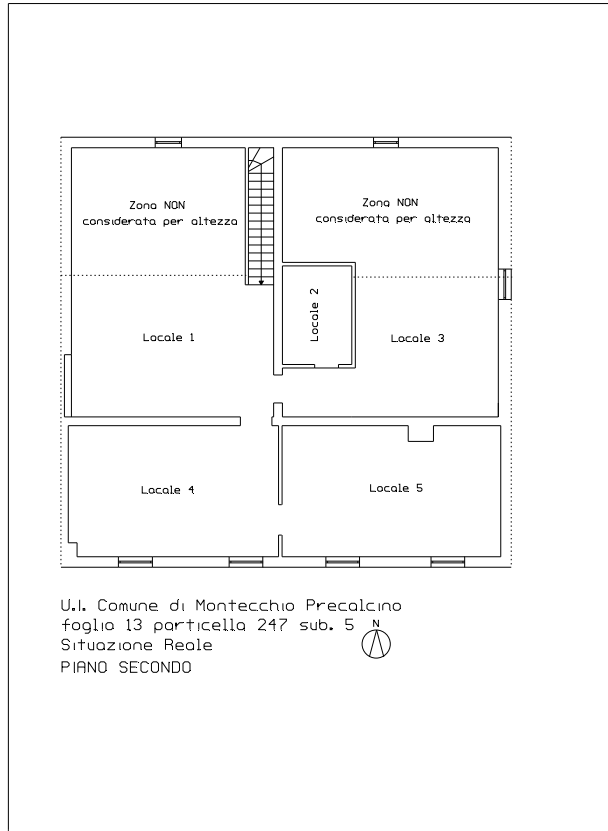 Zona NON
considerata per altezza
Zona NON
considerata per altezza
Locale 2
Locale 1
Locale 3
Locale 4
Locale 5
U.I. Comune di Montecchio Precalcino
foglia 13 particella 247 sub. 5
N
Situazione Reale
PIANO SECONDO